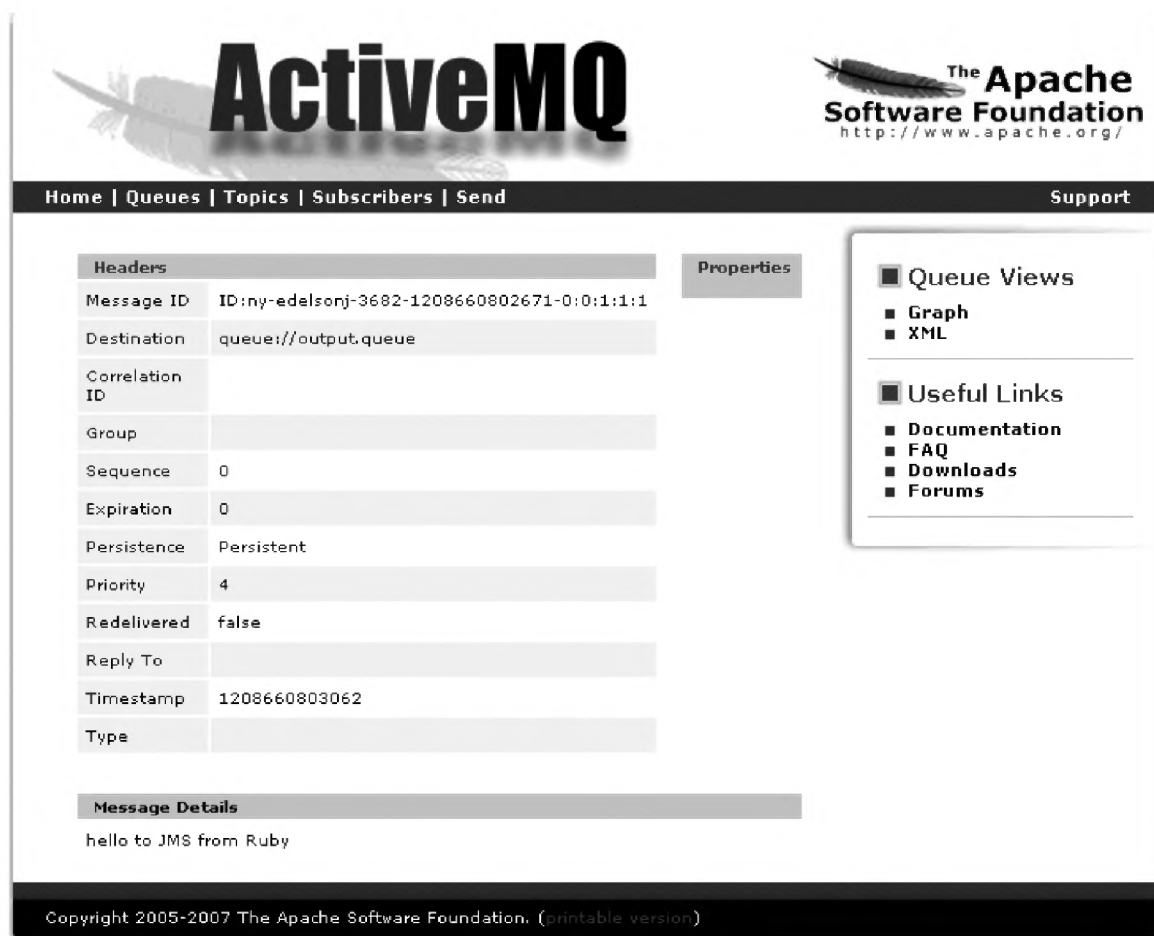 ActiveMQ
The Apache
Software Foundation
http://www.apache.org/
Home | Queues | Topics | Subscribers | Send
Support
Headers
Message ID ID:ny-edelsonj-3682-1208660802671-0:0:1:1:1
Destination queue://output.queue
Correlation
ID
Group
Sequence 0
Expiration 0
Persistence Persistent
Priority 4
Redelivered false
Reply To
Timestamp 1208660803062
Type
Properties
Message Details
hello to JMS from Ruby
Queue Views
Graph
XML
Useful Links
Documentation
FAQ
Downloads
Forums
Copyright 2005-2007 The Apache Software Foundation. (printable version)